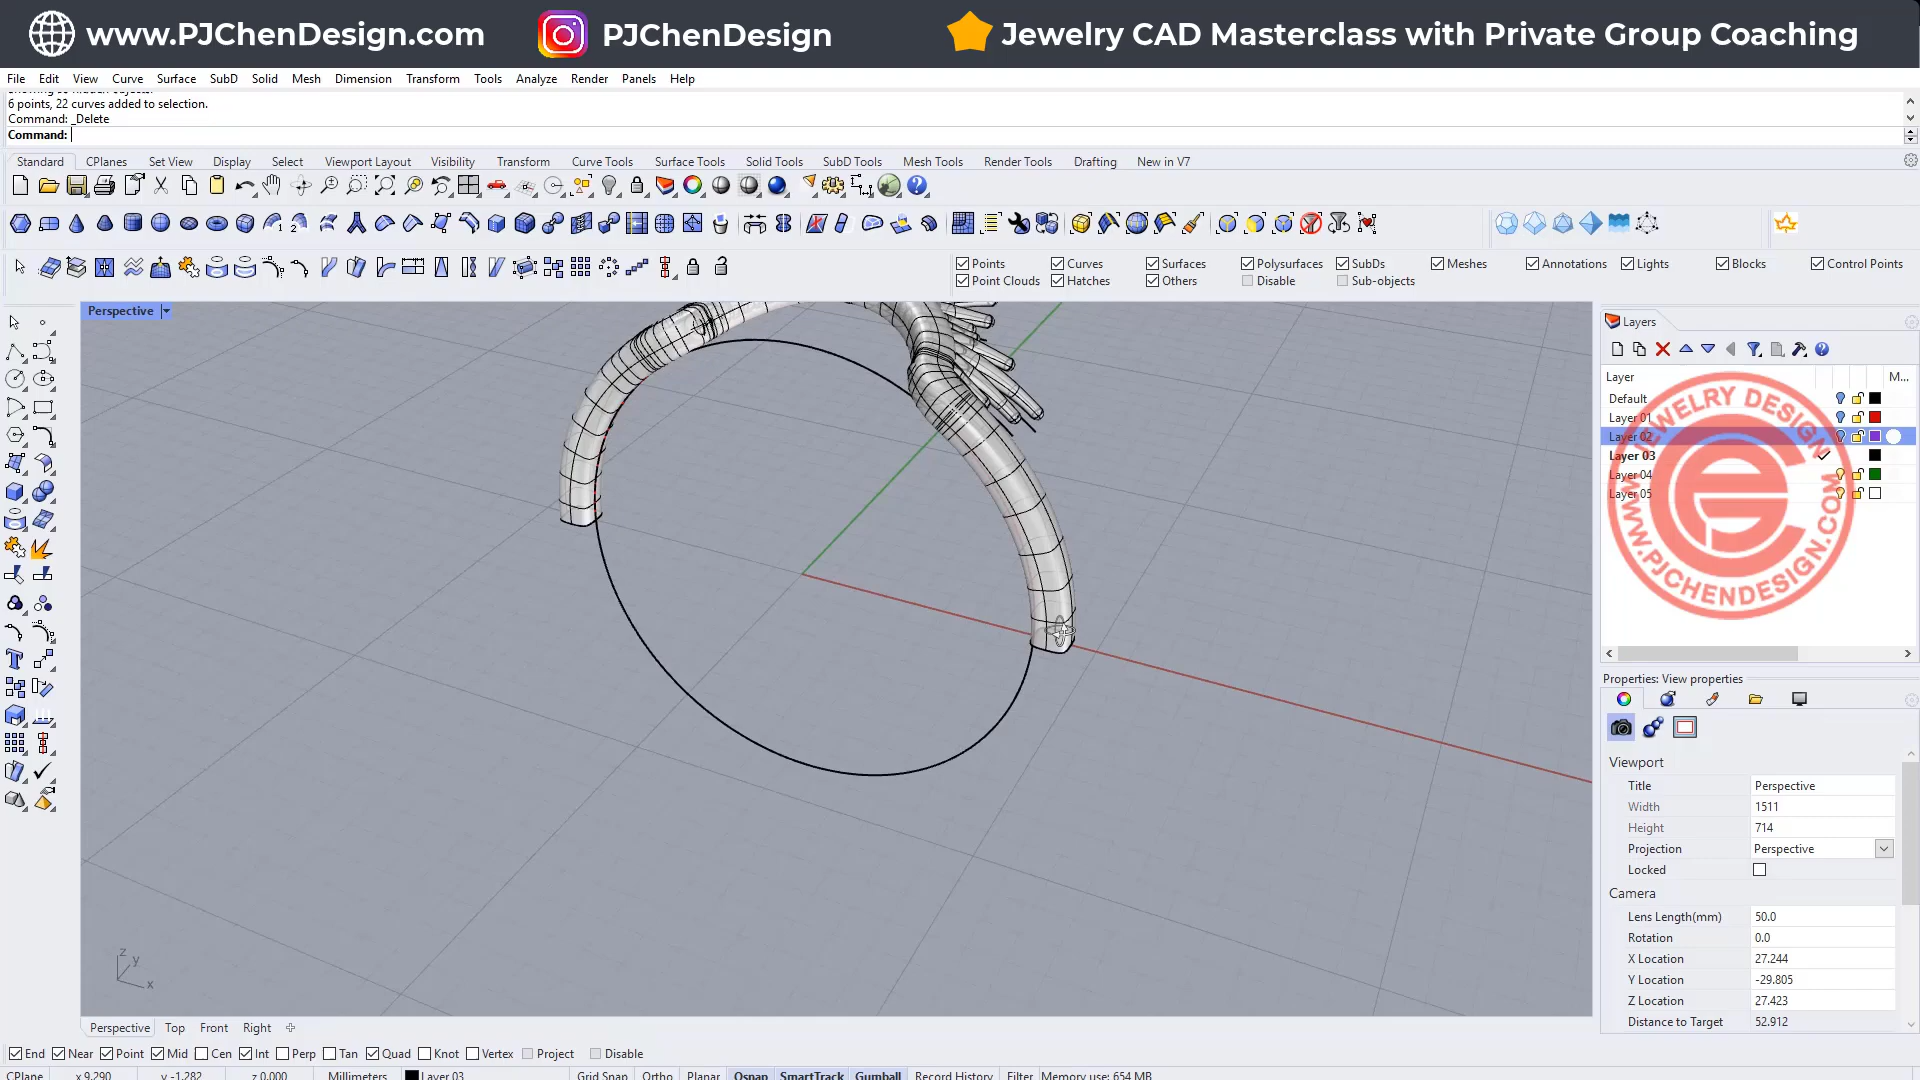 www.PJChenDesign.com PJChenDesign Jewelry CAD Masterclass with Private Group Coaching
File Edit View Curve Surface SubD Solid Mesh Dimension Transform Tools Analyze Render Panels Help
6 points, 22 curves added to selection.
Command: _Delete
Command:
Standard CPlanes Set View Display Select Viewport Layout Visibility Transform Curve Tools Surface Tools Solid Tools SubD Tools Mesh Tools Render Tools Drafting New in V7
Points Curves Surfaces Polysurfaces SubDs Meshes Annotations Lights Blocks Control Points
Point Clouds Hatches Others Disable Sub-objects
Perspective
Layers
Layer M...
Default
Layer 01
Layer 02
Layer 03
Layer 04
Layer 05
JEWELRY DESIGN
WWW.PJCHENDESIGN.COM
Properties: View properties
Viewport
Title Perspective
Width 1511
Height 714
Projection Perspective
Locked
Camera
Lens Length(mm) 50.0
Rotation 0.0
X Location 27.244
Y Location -29.805
Z Location 27.423
Distance to Target 52.912
z
y
x
Perspective Top Front Right
End Near Point Mid Cen Int Perp Tan Quad Knot Vertex Project Disable
CPlane x 9.290 y -1.282 z 0.000 Millimeters Layer 03 Grid Snap Ortho Planar Osnap SmartTrack Gumball Record History Filter Memory use: 654 MB